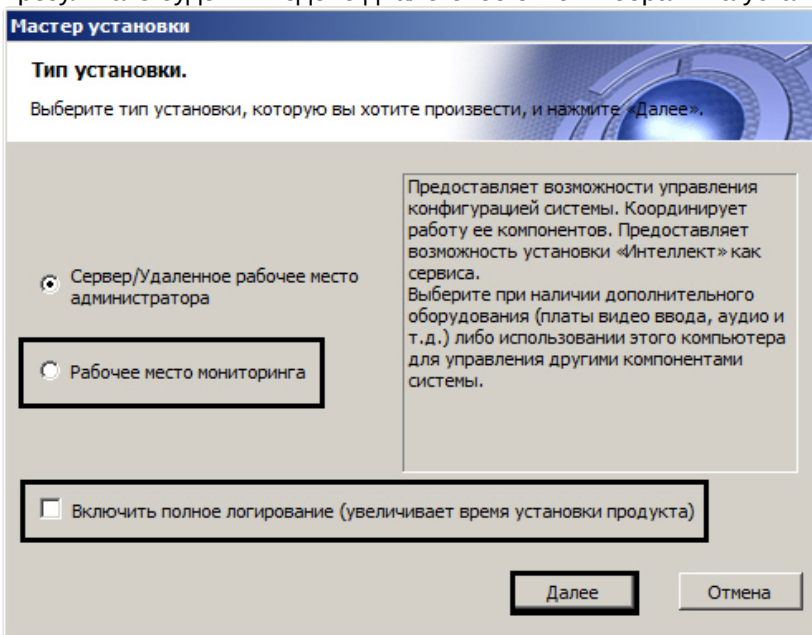 Мастер установки
Тип установки.
Выберите тип установки, которую вы хотите произвести, и нажмите «Далее».
Сервер/Удаленное рабочее место
администратора
Рабочее место мониторинга
Предоставляет возможности управления
конфигурацией системы. Координирует
работу ее компонентов. Предоставляет
возможность установки «Интеллект» как
сервиса.
Выберите при наличии дополнительного
оборудования (платы видео ввода, аудио и
т.д.) либо использовании этого компьютера
для управления другими компонентами
системы.
Включить полное логирование (увеличивает время установки продукта)
Далее
Отмена